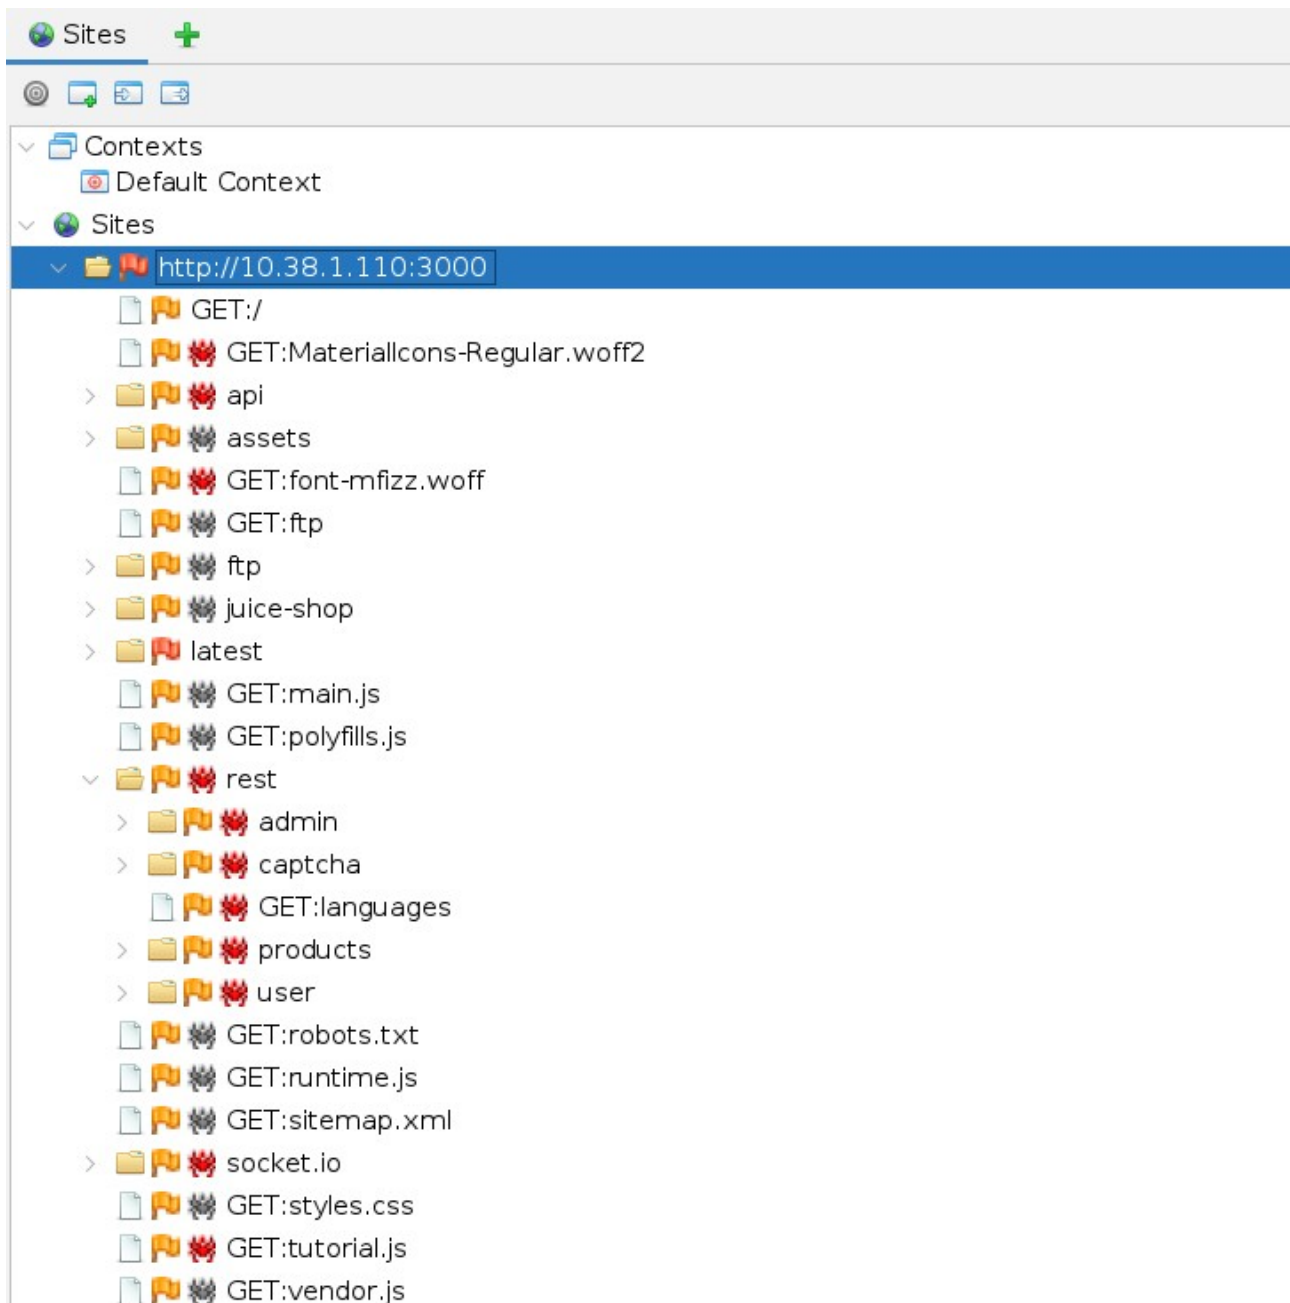 Sites
Contexts
Default Context
Sites
http://10.38.1.110:3000
GET:/
GET:MaterialIcons-Regular.woff2
api
assets
GET:font-mfizz.woff
GET:ftp
ftp
juice-shop
latest
GET:main.js
GET:polyfills.js
rest
admin
captcha
GET:languages
products
user
GET:robots.txt
GET:runtime.js
GET:sitemap.xml
socket.io
GET:styles.css
GET:tutorial.js
GET:vendor.js